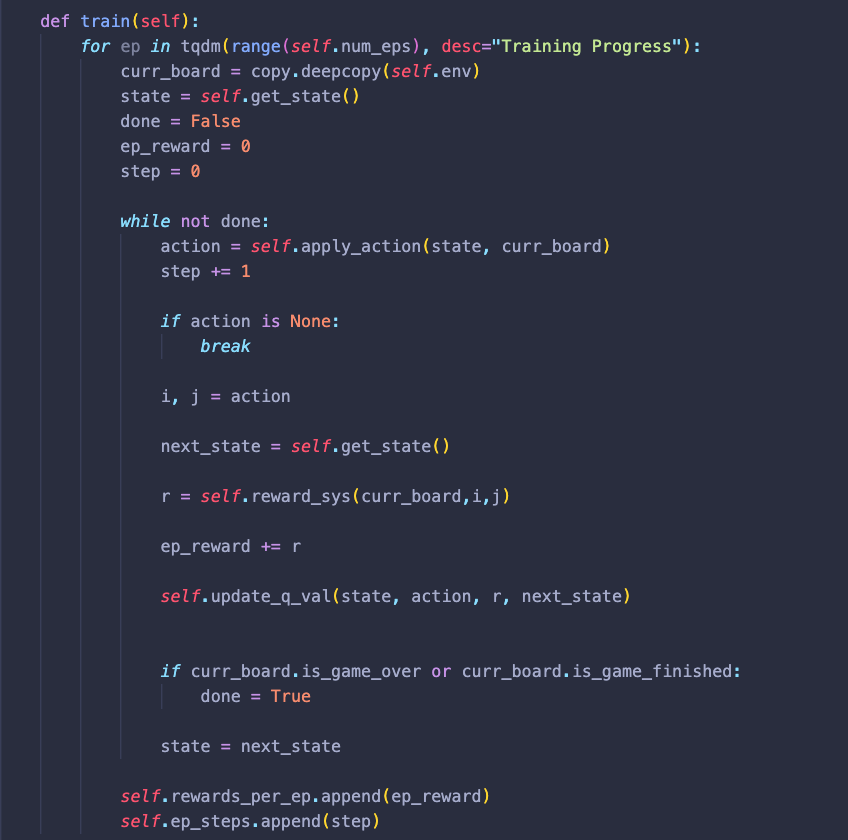 def train(self):
    for ep in tqdm(range(self.num_eps), desc="Training Progress"):
        curr_board = copy.deepcopy(self.env)
        state = self.get_state()
        done = False
        ep_reward = 0
        step = 0

        while not done:
            action = self.apply_action(state, curr_board)
            step += 1

            if action is None:
                break

            i, j = action

            next_state = self.get_state()

            r = self.reward_sys(curr_board,i,j)

            ep_reward += r

            self.update_q_val(state, action, r, next_state)


            if curr_board.is_game_over or curr_board.is_game_finished:
                done = True

            state = next_state

        self.rewards_per_ep.append(ep_reward)
        self.ep_steps.append(step)